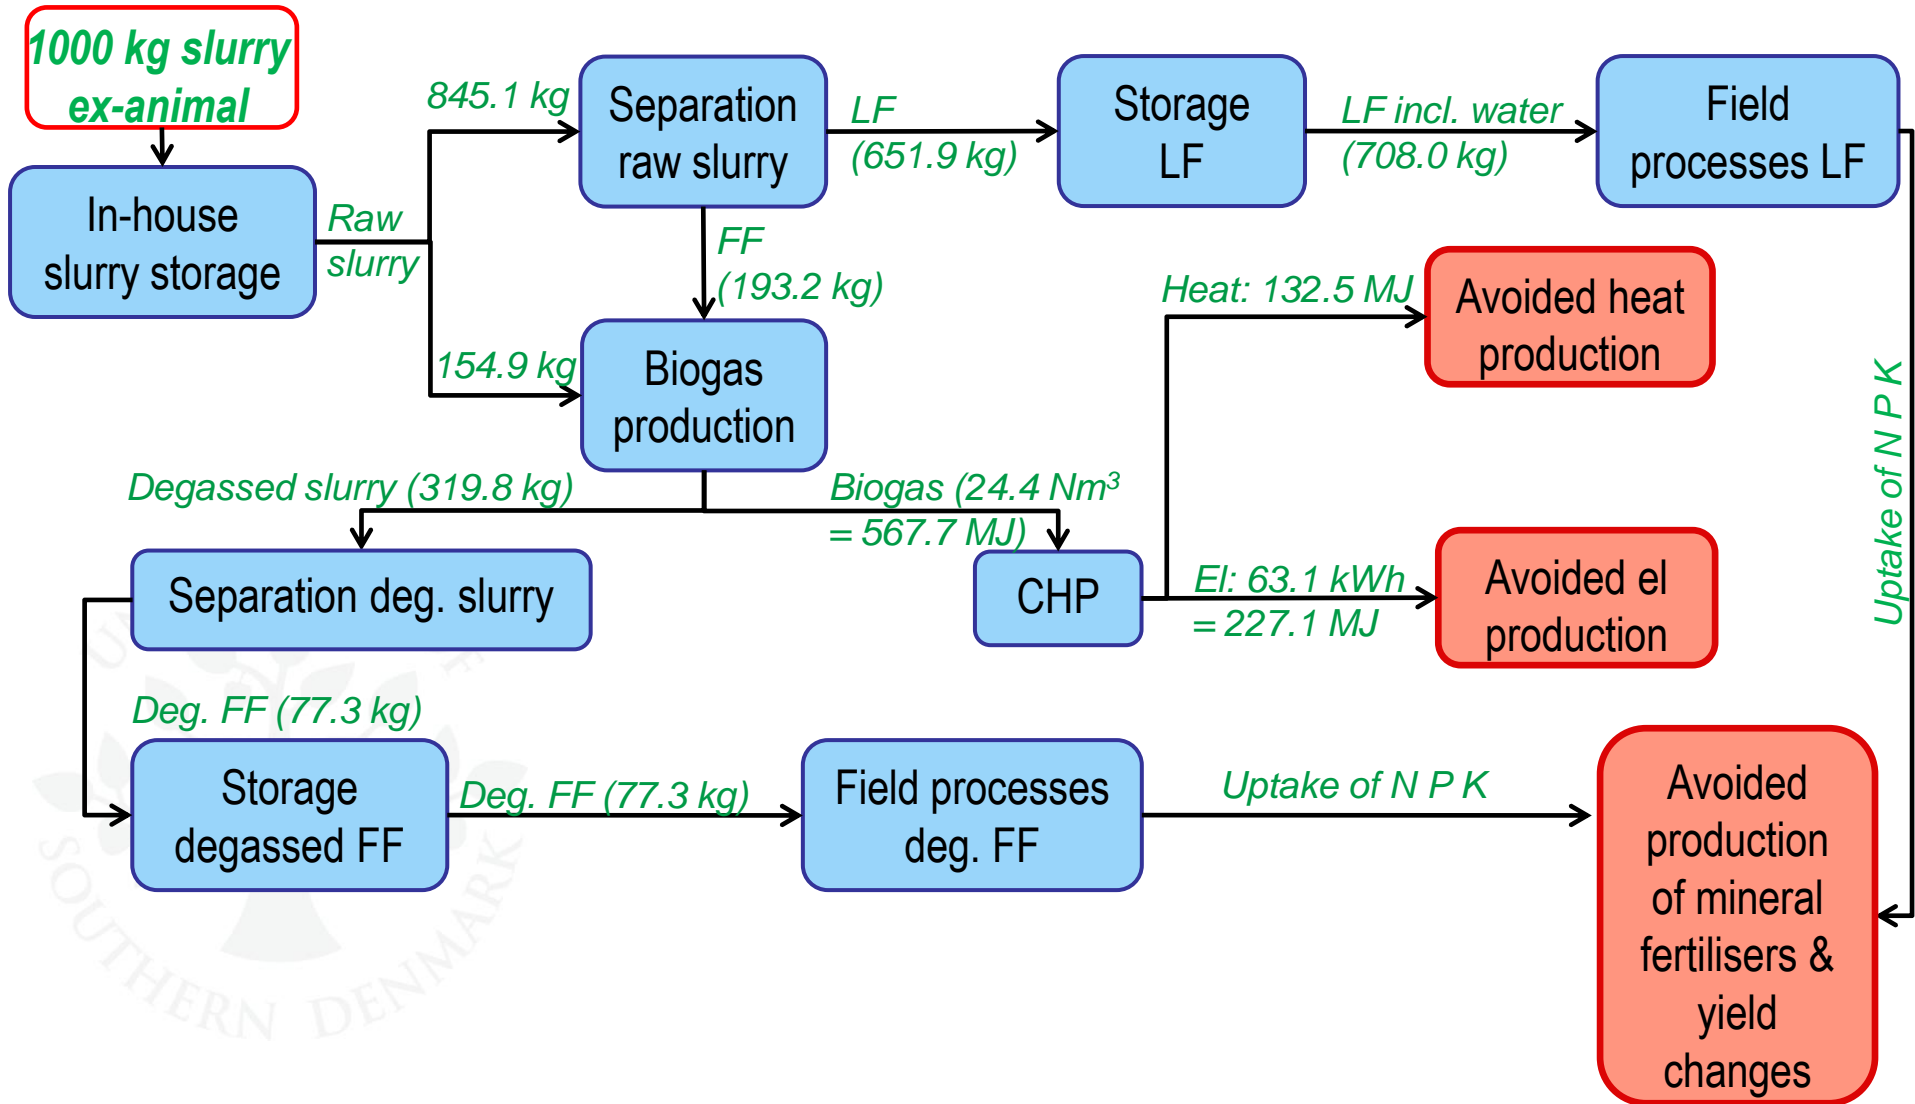 1000 kg slurry
ex-animal
In-house
slurry storage
Raw
slurry
845.1 kg
154.9 kg
Separation
raw slurry
LF
(651.9 kg)
Storage
LF
LF incl. water
(708.0 kg)
Field
processes LF
FF
(193.2 kg)
Biogas
production
Heat: 132.5 MJ
Avoided heat
production
Uptake of N P K
Degassed slurry (319.8 kg)
Biogas (24.4 Nm³
= 567.7 MJ)
Separation deg. slurry
CHP
El: 63.1 kWh
= 227.1 MJ
Avoided el
production
Deg. FF (77.3 kg)
Storage
degassed FF
Deg. FF (77.3 kg)
Field processes
deg. FF
Uptake of N P K
Avoided
production
of mineral
fertilisers &
yield
changes
SOUTHERN DENMARK